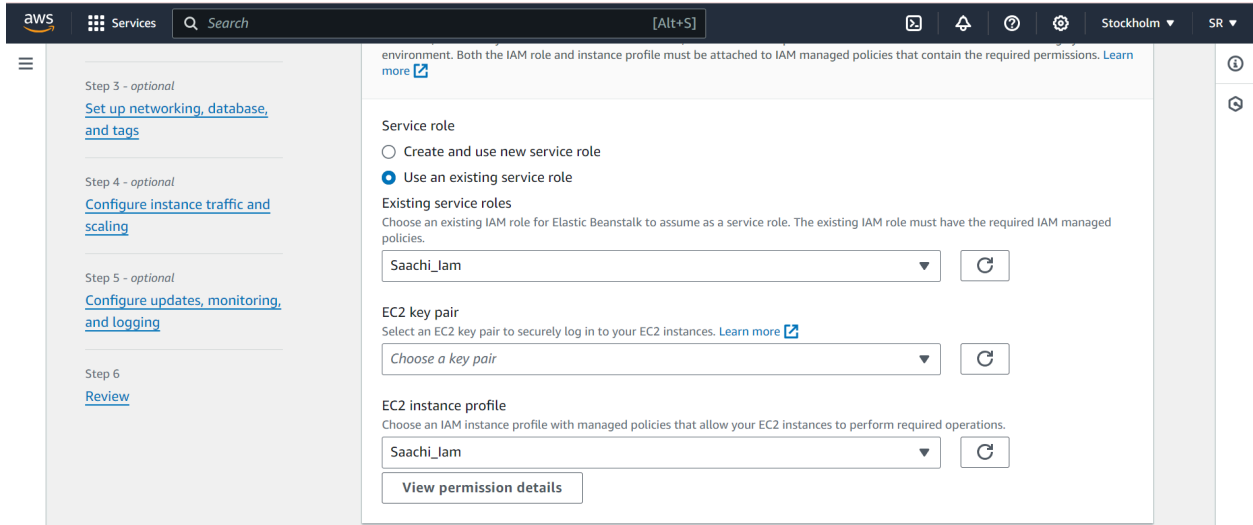 aws
Services
Search
[Alt+S]
Stockholm
SR
environment. Both the IAM role and instance profile must be attached to IAM managed policies that contain the required permissions. Learn
more
Step 3 - optional
Set up networking, database,
and tags
Step 4 - optional
Configure instance traffic and
scaling
Step 5 - optional
Configure updates, monitoring,
and logging
Step 6
Review
Service role
Create and use new service role
Use an existing service role
Existing service roles
Choose an existing IAM role for Elastic Beanstalk to assume as a service role. The existing IAM role must have the required IAM managed
policies.
Saachi_Iam
EC2 key pair
Select an EC2 key pair to securely log in to your EC2 instances. Learn more
Choose a key pair
EC2 instance profile
Choose an IAM instance profile with managed policies that allow your EC2 instances to perform required operations.
Saachi_Iam
View permission details